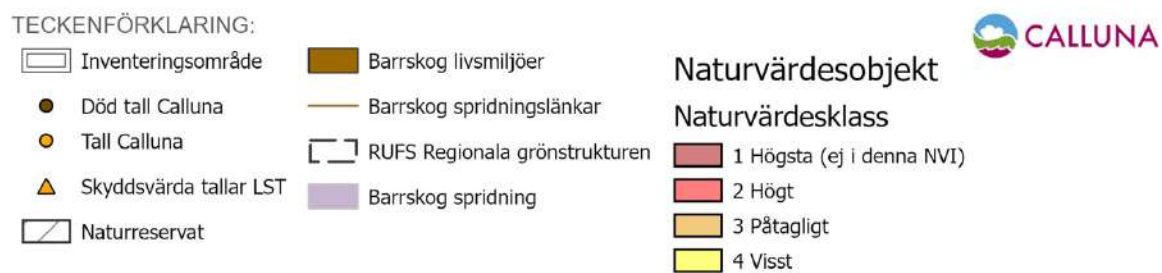 TECKENFÖRKLARING:
Inventeringsområde
Död tall Calluna
Tall Calluna
Skyddsvärda tallar LST
Naturreservat
Barrskog livsmiljöer
Barrskog spridningslänkar
RUFS Regionala grönstrukturen
Barrskog spridning
CALLUNA
Naturvärdesobjekt
Naturvärdesklass
1 Högsta (ej i denna NVI)
2 Högt
3 Påtagligt
4 Visst